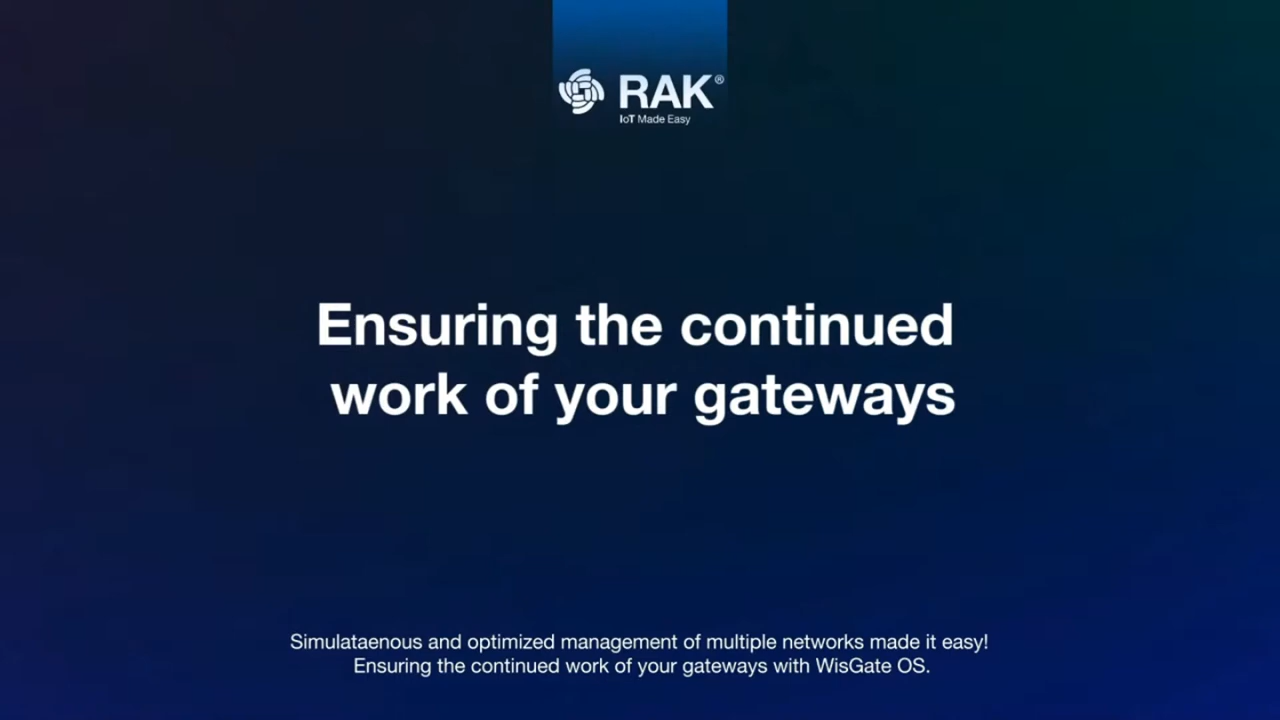 RAK®
IoT Made Easy
Ensuring the continued
work of your gateways
Simulataenous and optimized management of multiple networks made it easy!
Ensuring the continued work of your gateways with WisGate OS.